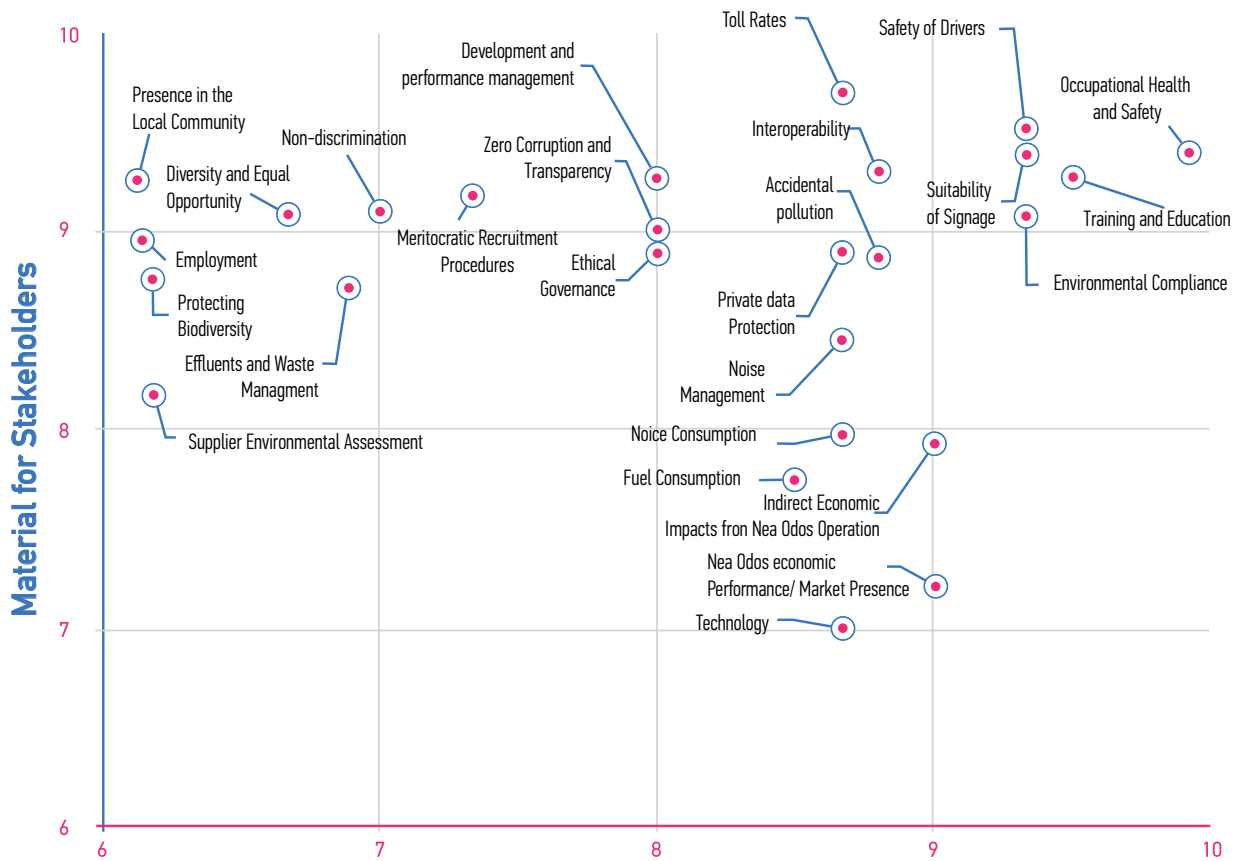 Material for Stakeholders
10
9
8
7
6
6
7
8
9
10
Presence in the
Local Community
Diversity and Equal
Opportunity
Non-discrimination
Employment
Protecting
Biodiversity
Effluents and Waste
Managment
Supplier Environmental Assessment
Development and
performance management
Zero Corruption and
Transparency
Meritocratic Recruitment
Procedures
Ethical
Governance
Toll Rates
Interoperability
Accidental
pollution
Private data
Protection
Noise
Management
Noice Consumption
Fuel Consumption
Indirect Economic
Impacts fron Nea Odos Operation
Nea Odos economic
Performance/ Market Presence
Technology
Safety of Drivers
Occupational Health
and Safety
Suitability
of Signage
Training and Education
Environmental Compliance